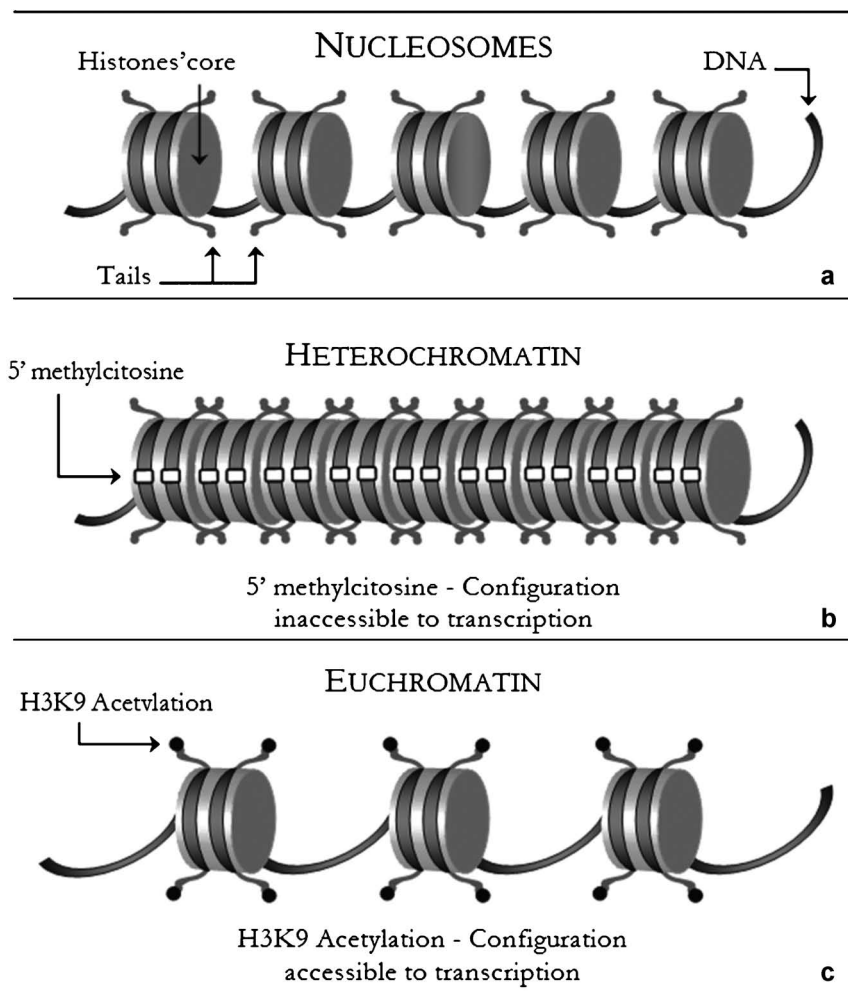 NUCLEOSOMES
Histones'core
DNA
Tails
a
HETEROCHROMATIN
5' methylcitosine
5' methylcitosine - Configuration
inaccessible to transcription
b
EUCHROMATIN
H3K9 Acetylation
H3K9 Acetylation - Configuration
accessible to transcription
c